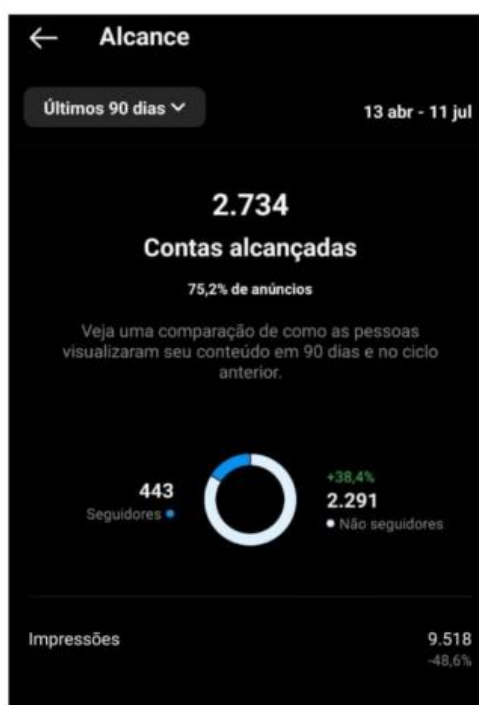 Alcance
Últimos 90 dias
13 abr - 11 jul
2.734
Contas alcançadas
75,2% de anúncios
Veja uma comparação de como as pessoas
visualizaram seu conteúdo em 90 dias e no ciclo
anterior.
443
Seguidores
+38,4%
2.291
Não seguidores
Impressões
9.518
-48,6%